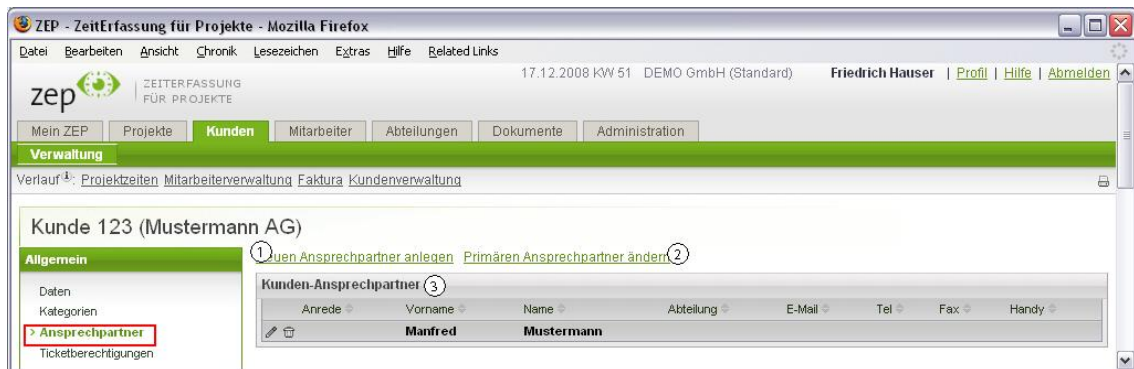 ZEP - ZeitErfassung für Projekte - Mozilla Firefox
Datei Bearbeiten Ansicht Chronik Lesezeichen Extras Hilfe Related Links
17.12.2008 KW 51 DEMO GmbH (Standard) Friedrich Hauser | Profil | Hilfe | Abmelden
zep ZEITERFASSUNG
FÜR PROJEKTE
Mein ZEP Projekte Kunden Mitarbeiter Abteilungen Dokumente Administration
Verwaltung
Verlauf: Projektzeiten Mitarbeiterverwaltung Faktura Kundenverwaltung
Kunde 123 (Mustermann AG)
1 euen Ansprechpartner anlegen Primären Ansprechpartner ändern 2
Allgemein
Kunden-Ansprechpartner 3
Daten
Anrede Vorname Name Abteilung E-Mail Tel Fax Handy
Kategorien
> Ansprechpartner
Manfred Mustermann
Ticketberechtigungen